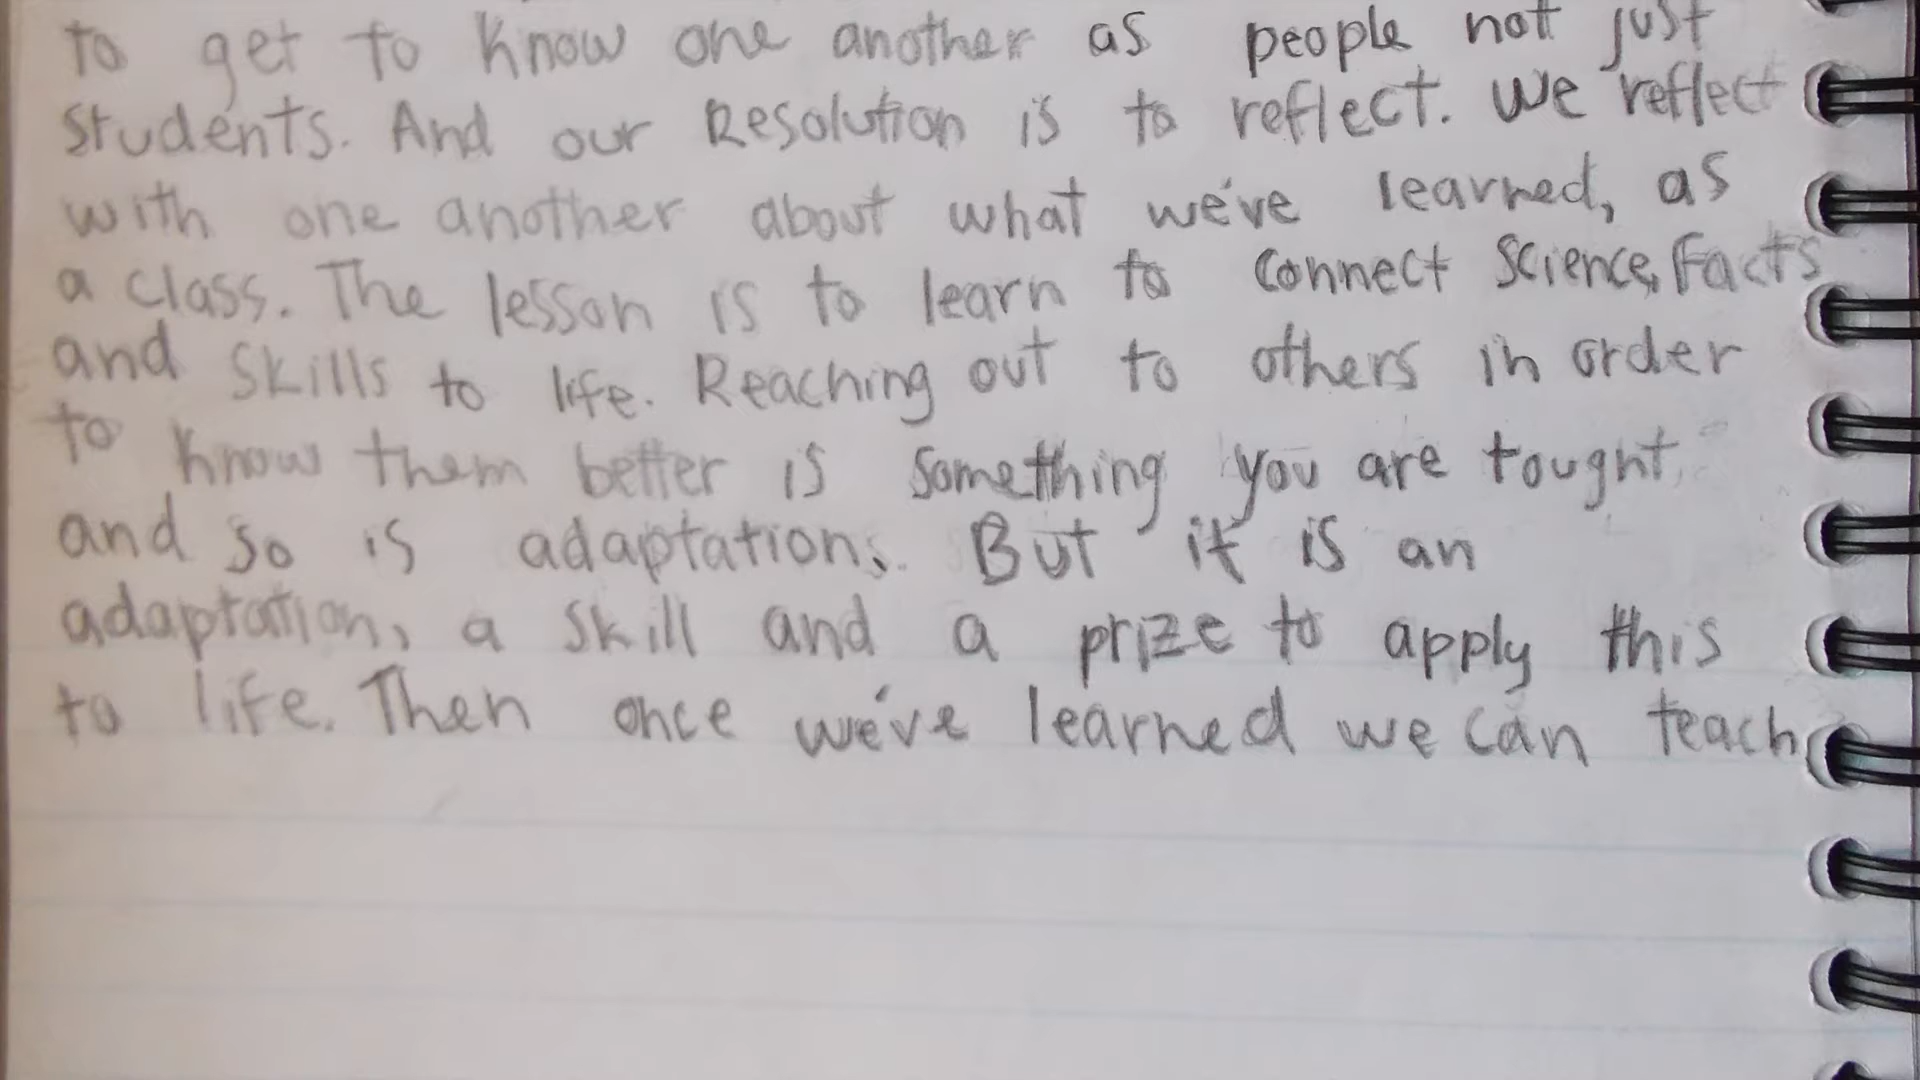 to get to know one another as people not just
students. And our Resolution is to reflect. We reflect
with one another about what we've learned, as
a class. The lesson is to learn to connect Science, Facts
and Skills to life. Reaching out to others in order
to know them better is something you are tought
and so is adaptation. But it is an
adaptation, a skill and a prize to apply this
to life. Then once we've learned we can teach